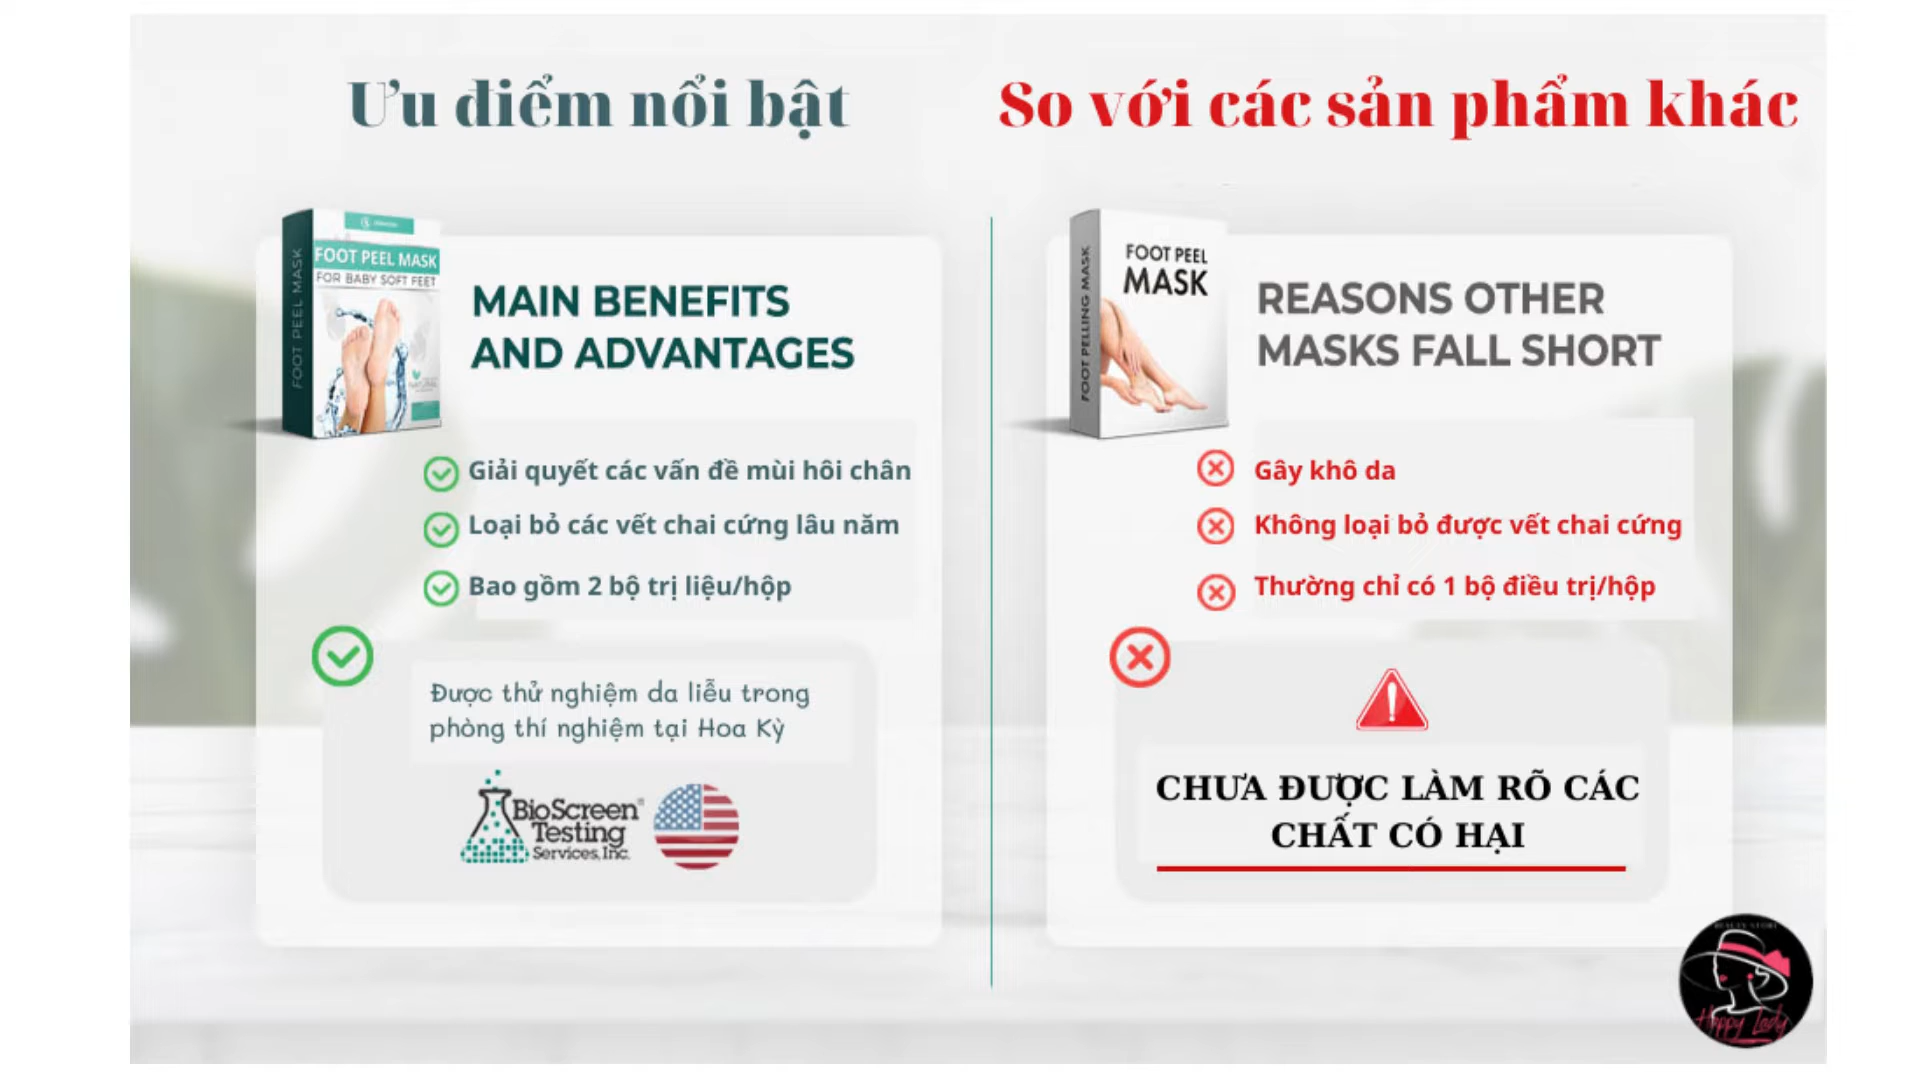 Ưu điểm nổi bật
FOOT PEEL MASK
FOOT PEEL MASK
FOR BABY SOFT FEET
MAIN BENEFITS
AND ADVANTAGES
Giải quyết các vấn đề mùi hôi chân
Loại bỏ các vết chai cứng lâu năm
Bao gồm 2 bộ trị liệu/hộp
Được thử nghiệm da liễu trong
phòng thí nghiệm tại Hoa Kỳ
BioScreen®
Testing
Services, Inc.
So với các sản phẩm khác
FOOT PELLING MASK
FOOT PEEL
MASK
REASONS OTHER
MASKS FALL SHORT
Gây khô da
Không loại bỏ được vết chai cứng
Thường chỉ có 1 bộ điều trị/hộp
CHƯA ĐƯỢC LÀM RÕ CÁC
CHẤT CÓ HẠI
BEAUTY STORE
Happy Lady